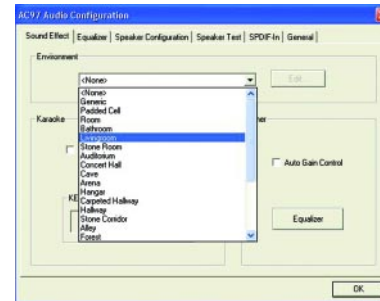 AC97 Audio Configuration
Sound Effect | Equalizer | Speaker Configuration | Speaker Test | SPDIF-In | General
Environment
<None>
Edit...
<None>
Generic
Padded Cell
Room
Bathroom
Livingroom
Stone Room
Auditorium
Concert Hall
Cave
Arena
Hangar
Carpeted Hallway
Hallway
Stone Corridor
Alley
Forest
Karaoke
KE
her
Auto Gain Control
Equalizer
OK